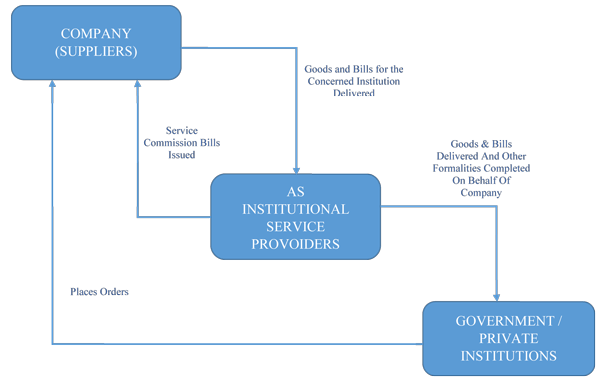 COMPANY
(SUPPLIERS)
Goods and Bills for the
Concerned Institution
Delivered
Service
Commission Bills
Issued
Goods & Bills
Delivered And Other
Formalities Completed
On Behalf Of
Company
AS
INSTITUTIONAL
SERVICE
PROVOIDERS
Places Orders
GOVERNMENT /
PRIVATE
INSTITUTIONS